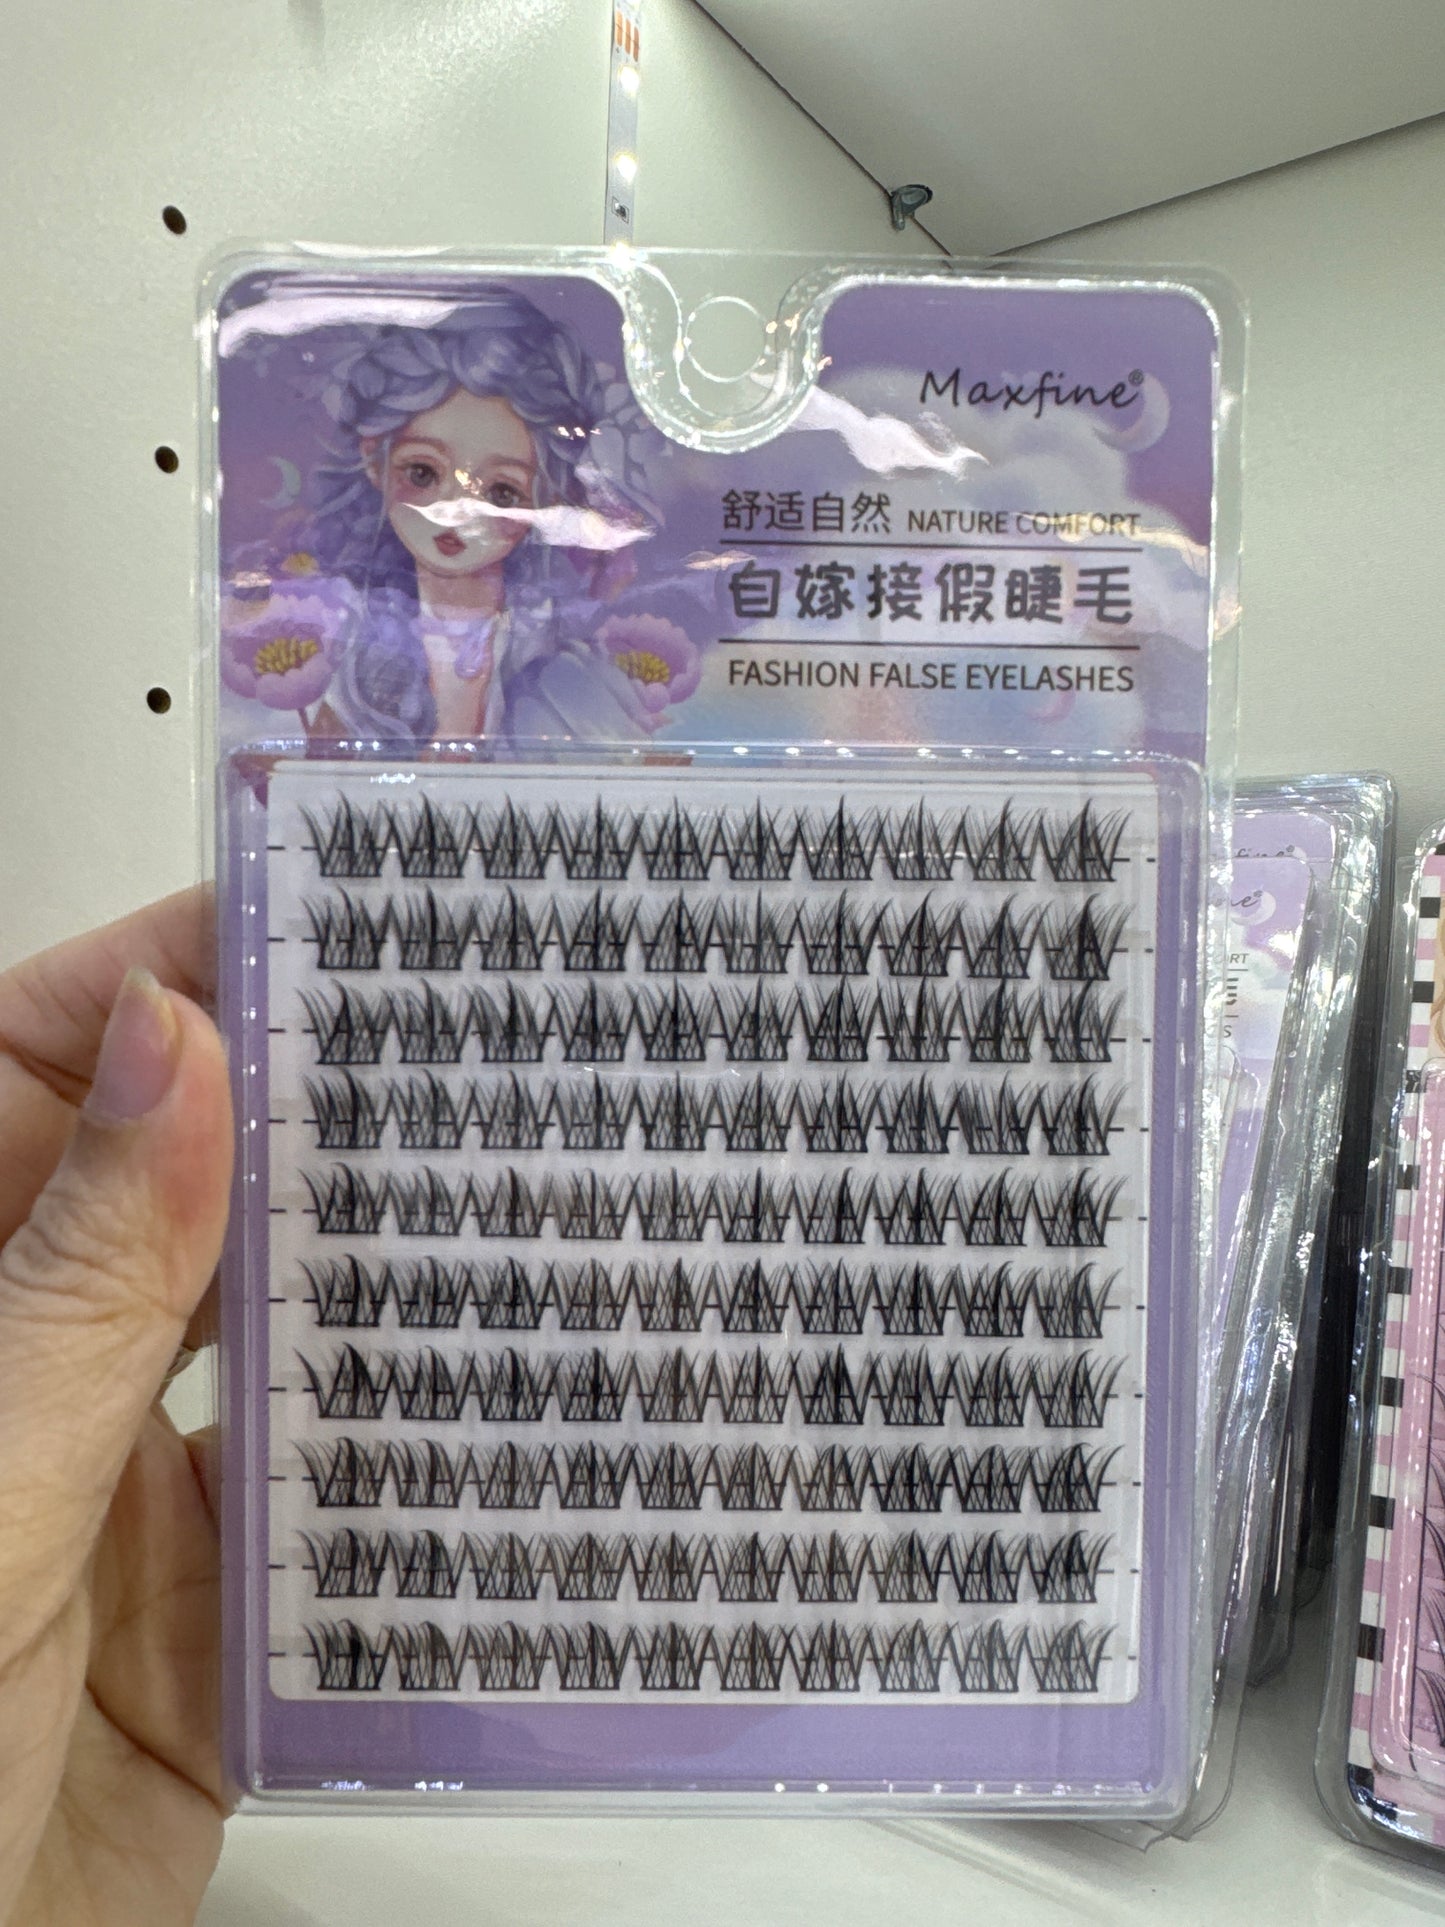 Maxfine®
舒适自然 NATURE COMFORT
自嫁接假睫毛
FASHION FALSE EYELASHES